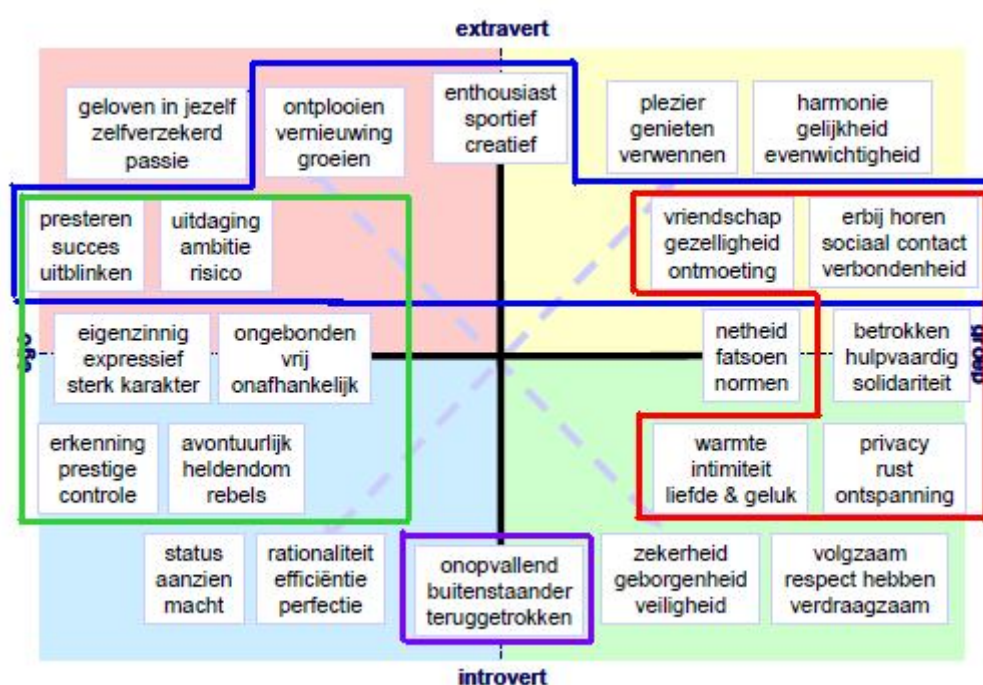 extravert
geloven in jezelf
zelfverzekerd
passie
ontplooien
vernieuwing
groeien
enthousiast
sportief
creatief
plezier
genieten
verwennen
harmonie
gelijkheid
evenwichtigheid
presteren
succes
uitblinken
uitdaging
ambitie
risico
vriendschap
gezelligheid
ontmoeting
erbij horen
sociaal contact
verbondenheid
ego
eigenzinnig
expressief
sterk karakter
ongebonden
vrij
onafhankelijk
netheid
fatsoen
normen
betrokken
hulpvaardig
solidariteit
groep
erkenning
prestige
controle
avontuurlijk
heldendom
rebels
warmte
intimiteit
liefde & geluk
privacy
rust
ontspanning
status
aanzien
macht
rationaliteit
efficiëntie
perfectie
onopvallend
buitenstaander
teruggetrokken
zekerheid
geborgenheid
veiligheid
volgzaam
respect hebben
verdraagzaam
introvert